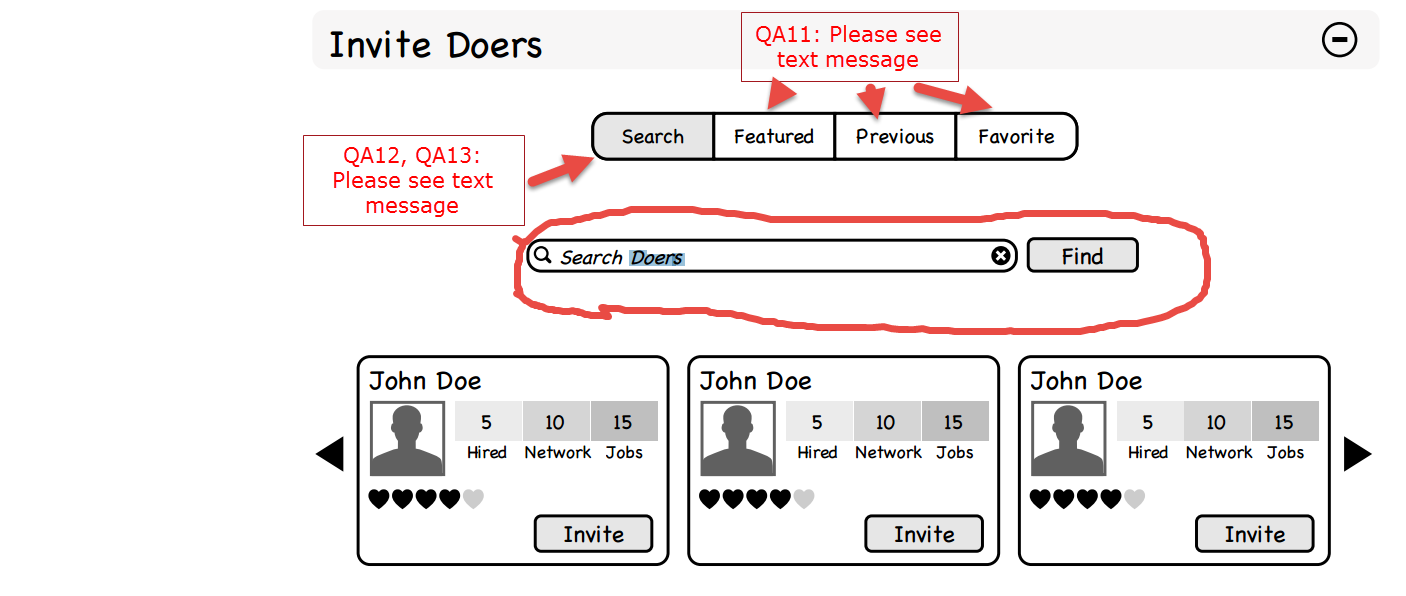 Invite Doers
QA11: Please see
text message
Search Featured Previous Favorite
QA12, QA13:
Please see text
message
Search Doers
Find
John Doe
5 10 15
Hired Network Jobs
Invite
John Doe
5 10 15
Hired Network Jobs
Invite
John Doe
5 10 15
Hired Network Jobs
Invite